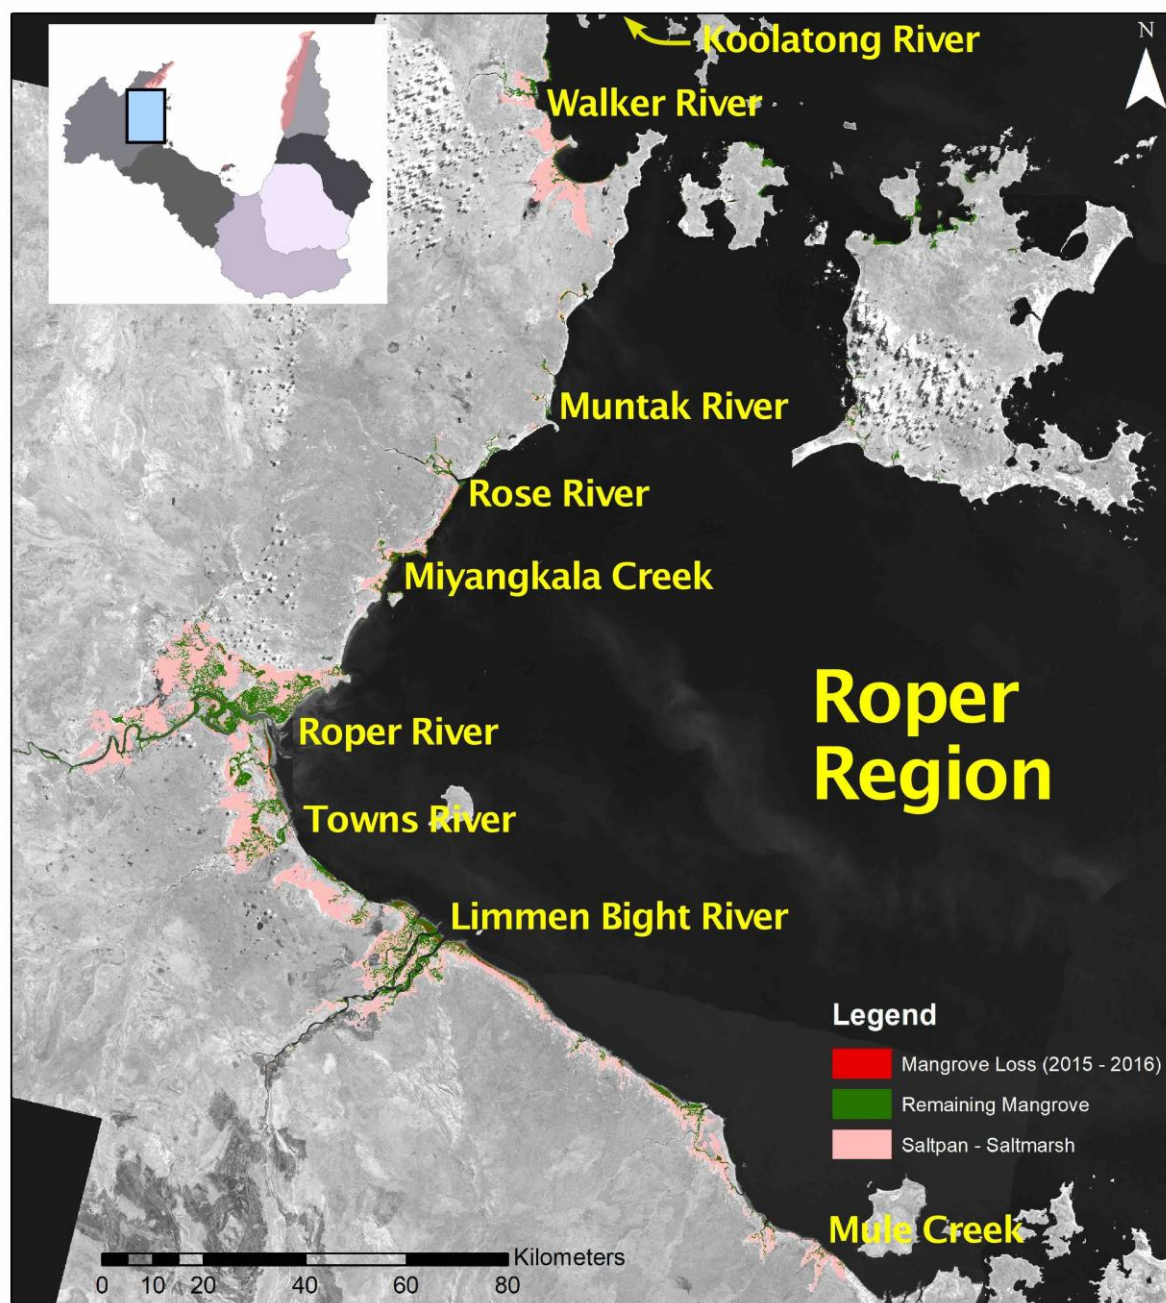 Koolatong River
N
Walker River
Muntak River
Rose River
Miyangkala Creek
Roper
Region
Roper River
Towns River
Limmen Bight River
Legend
Mangrove Loss (2015 - 2016)
Remaining Mangrove
Saltpan - Saltmarsh
Mule Creek
Kilometers
0 10 20 40 60 80